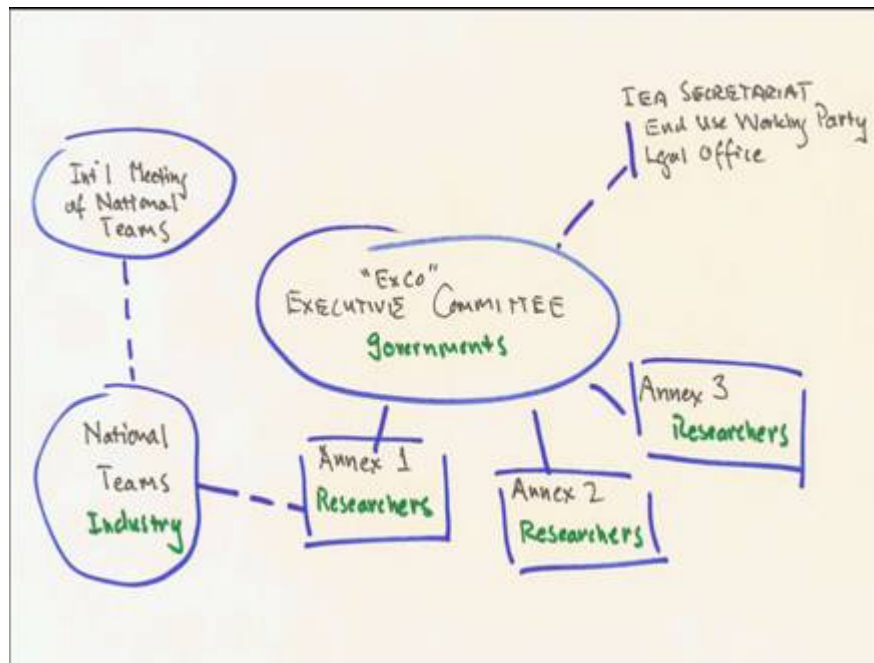 IEA SECRETARIAT
End Use Working Party
Legal Office
Int'l Meeting
of National
Teams
"ExCo"
EXECUTIVE COMMITTEE
governments
National
Teams
Industry
Annex 1
Researchers
Annex 2
Researchers
Annex 3
Researchers